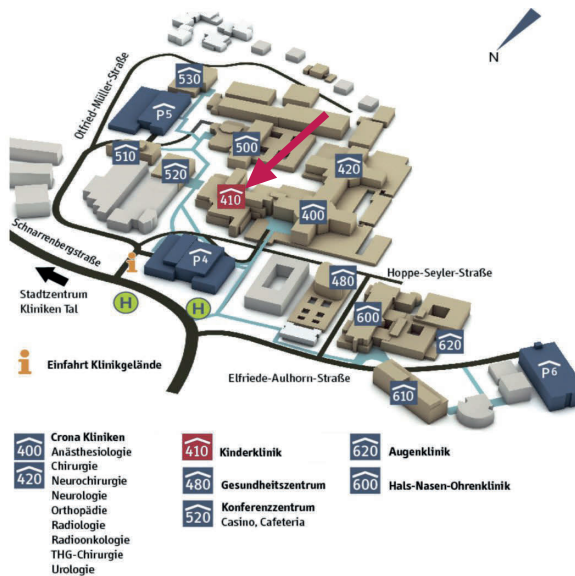 N
530
P5
Otfried-Müller-Straße
510
520
500
420
410
400
Schnarrenbergstraße
P4
480
Hoppe-Seyler-Straße
Stadtzentrum
Kliniken Tal
H
H
600
620
P6
i Einfahrt Klinikgelände
Elfriede-Aulhorn-Straße
610
400
420
Crona Kliniken
Anästhesiologie
Chirurgie
Neurochirurgie
Neurologie
Orthopädie
Radiologie
Radioonkologie
THG-Chirurgie
Urologie
410 Kinderklinik
480 Gesundheitszentrum
520 Konferenzzentrum
Casino, Cafeteria
620 Augenklinik
600 Hals-Nasen-Ohrenklinik